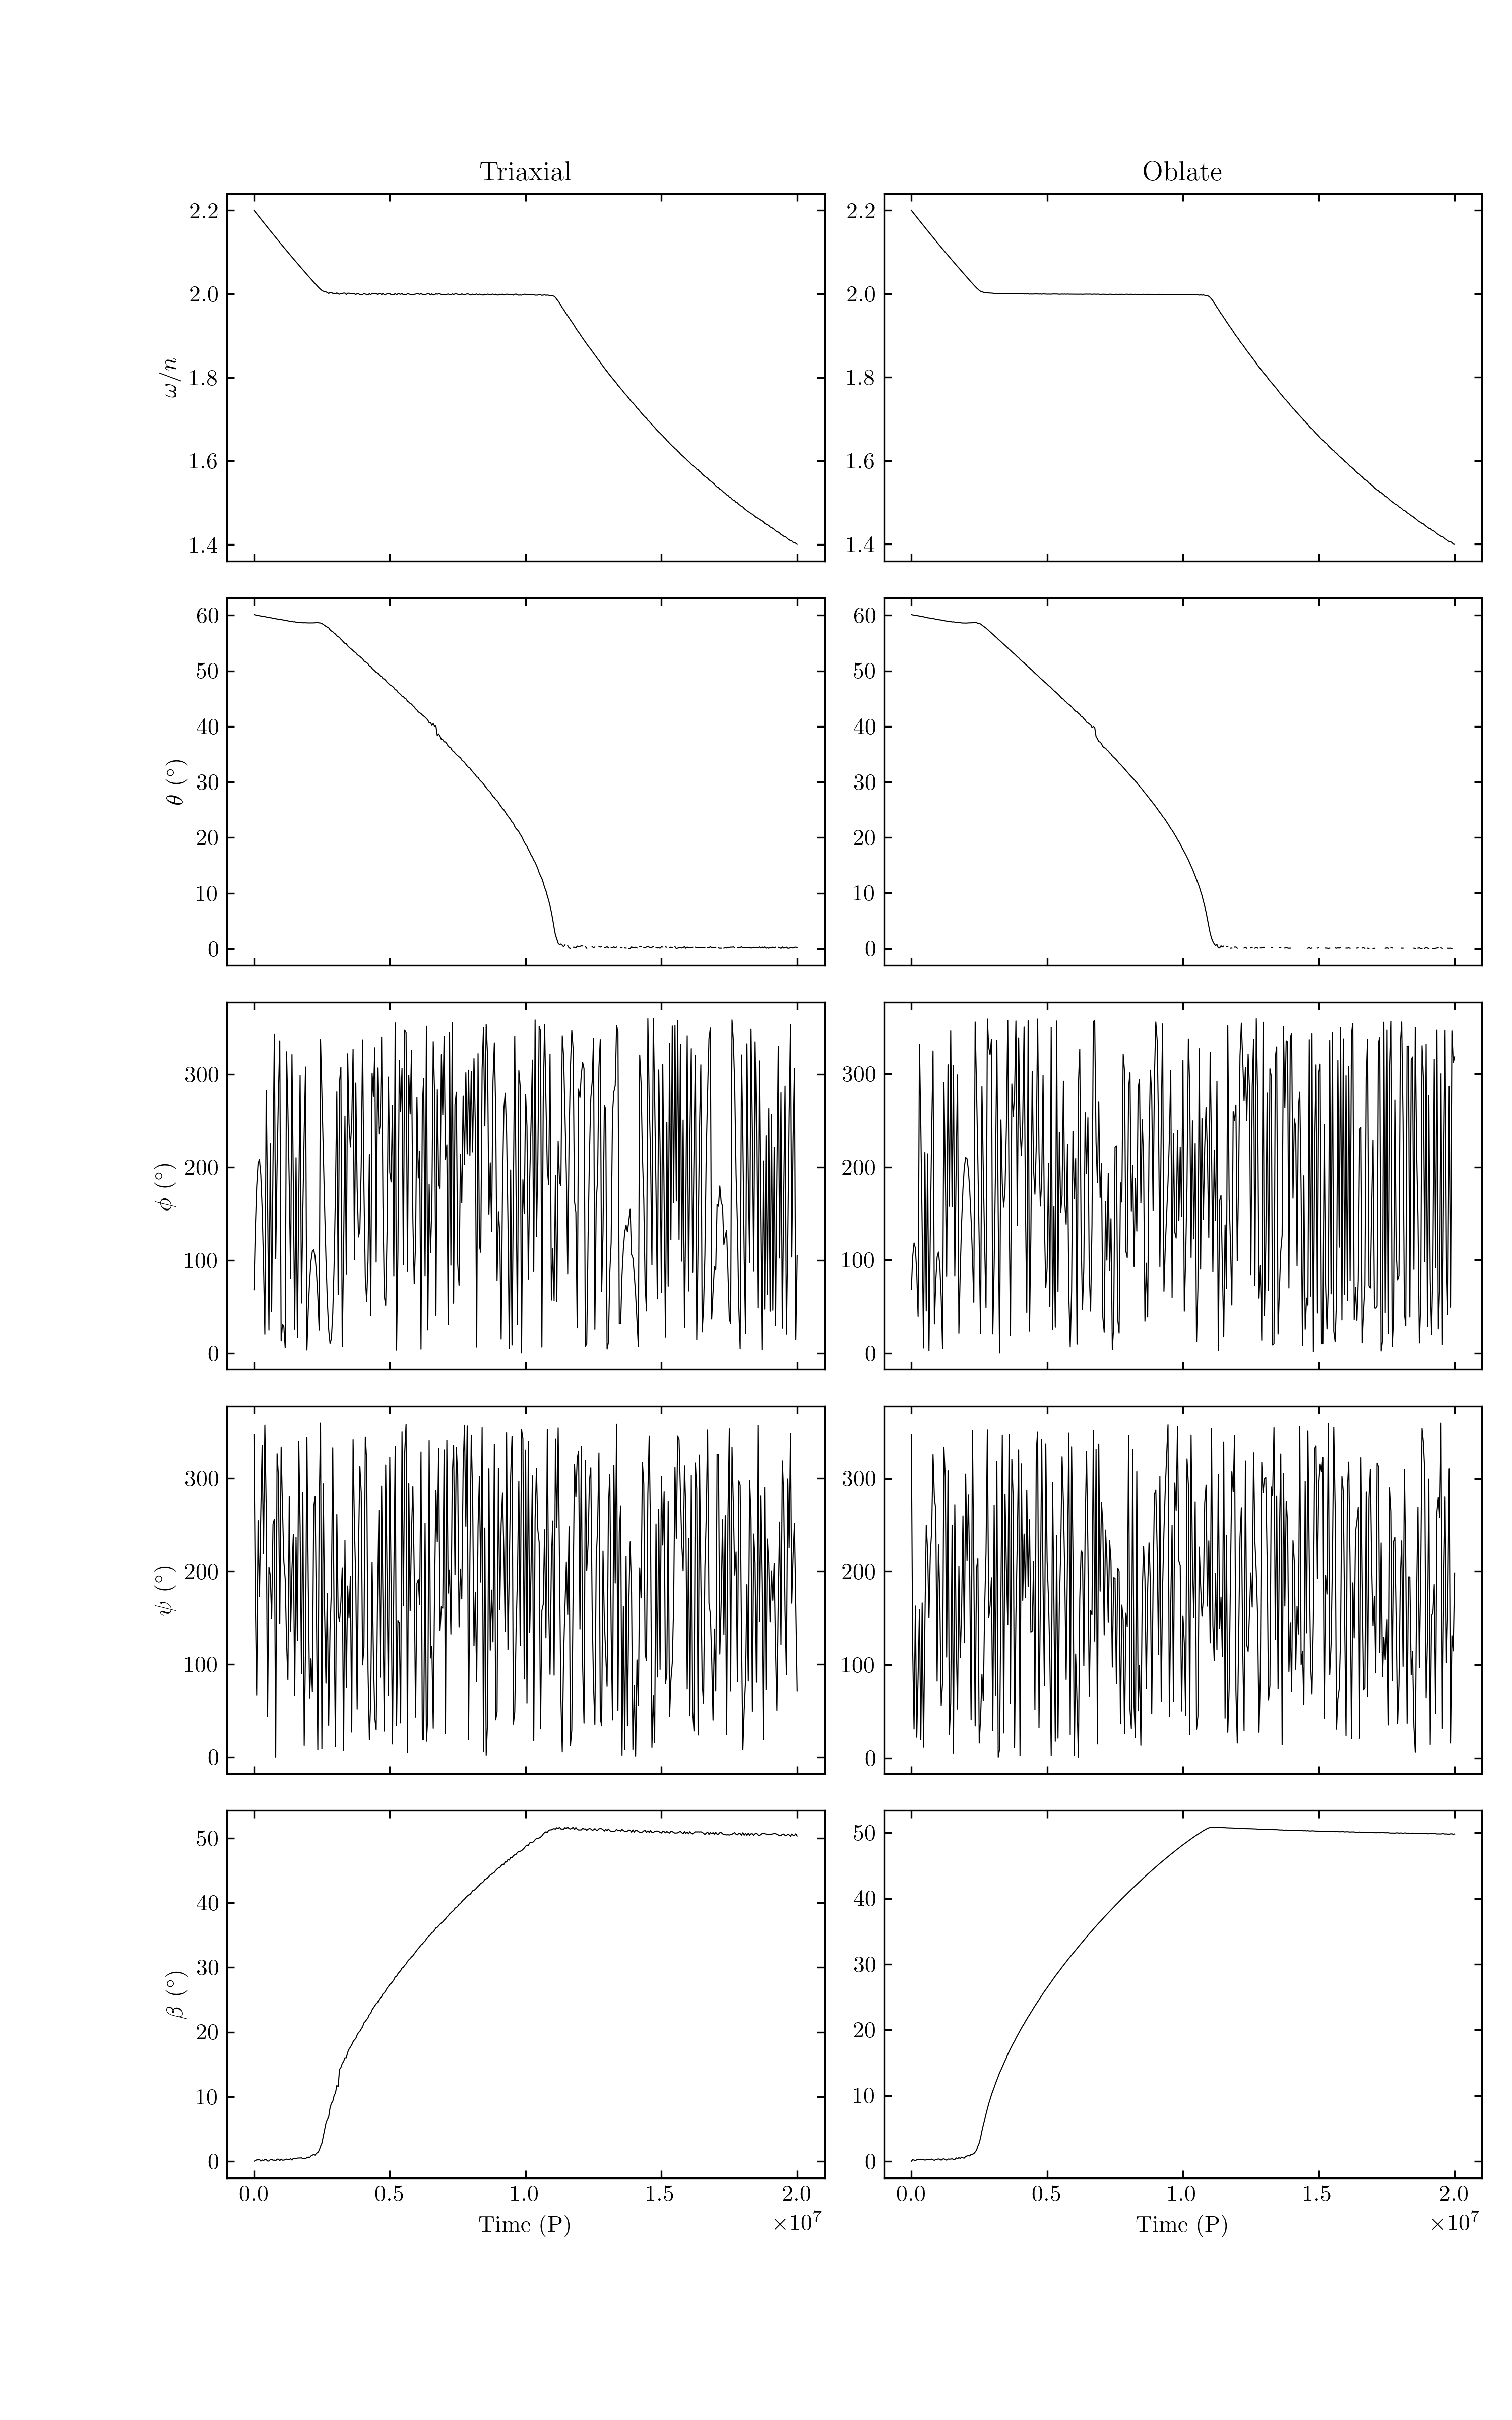 Triaxial Oblate
2.2 2.2
2.0 2.0
ω/n 1.8 1.8
1.6 1.6
1.4 1.4
60 60
50 50
40 40
θ (°) 30 30
20 20
10 10
0 0
300 300
ϕ (°) 200 200
100 100
0 0
300 300
ψ (°) 200 200
100 100
0 0
50 50
40 40
β (°) 30 30
20 20
10 10
0 0
0.0 0.5 1.0 1.5 2.0 0.0 0.5 1.0 1.5 2.0
Time (P) ×10⁷ Time (P) ×10⁷